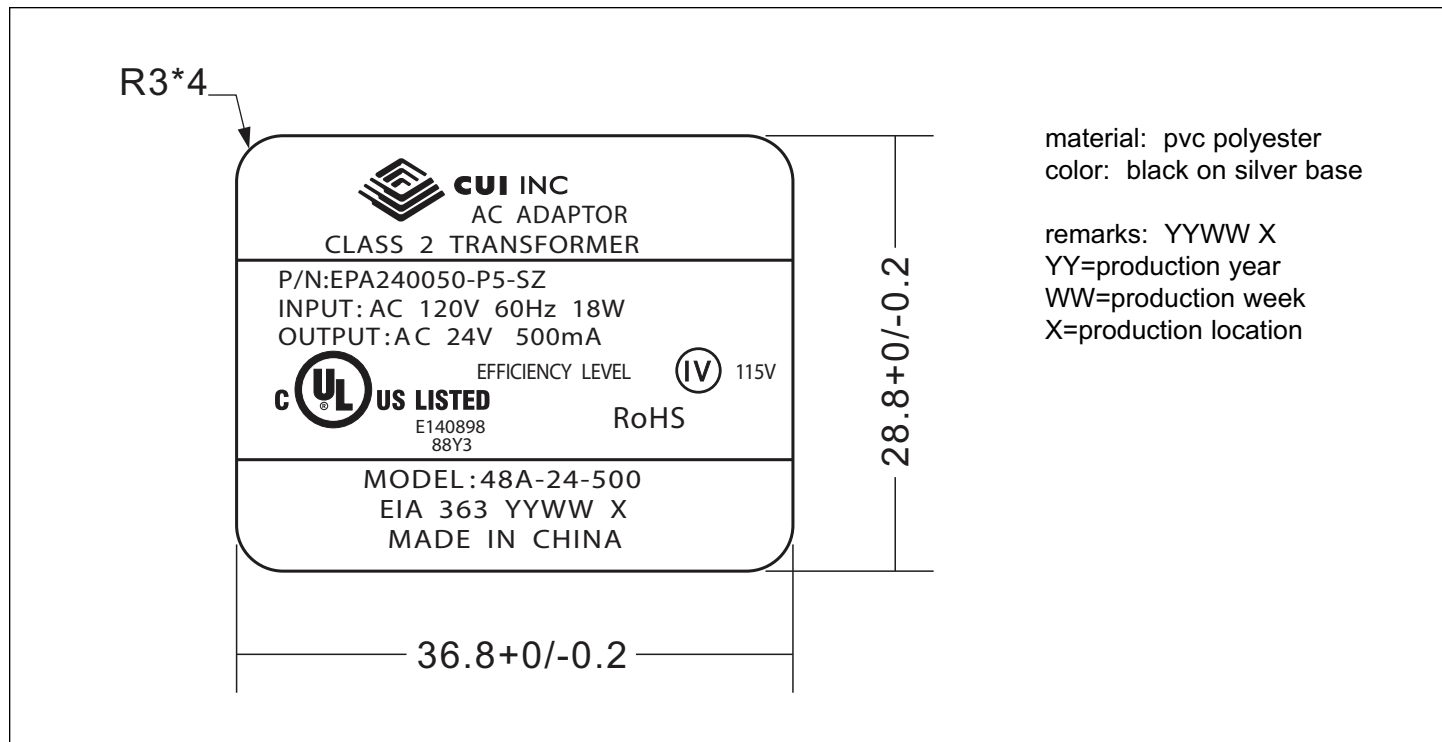 R3*4
CUI INC
AC ADAPTOR
CLASS 2 TRANSFORMER
P/N:EPA240050-P5-SZ
INPUT: AC 120V 60Hz 18W
OUTPUT:AC 24V 500mA
EFFICIENCY LEVEL IV 115V
C UL ® US LISTED
RoHS
E140898
88Y3
MODEL:48A-24-500
EIA 363 YYWW X
MADE IN CHINA
36.8+0/-0.2
28.8+0/-0.2
material: pvc polyester
color: black on silver base
remarks: YYWW X
YY=production year
WW=production week
X=production location